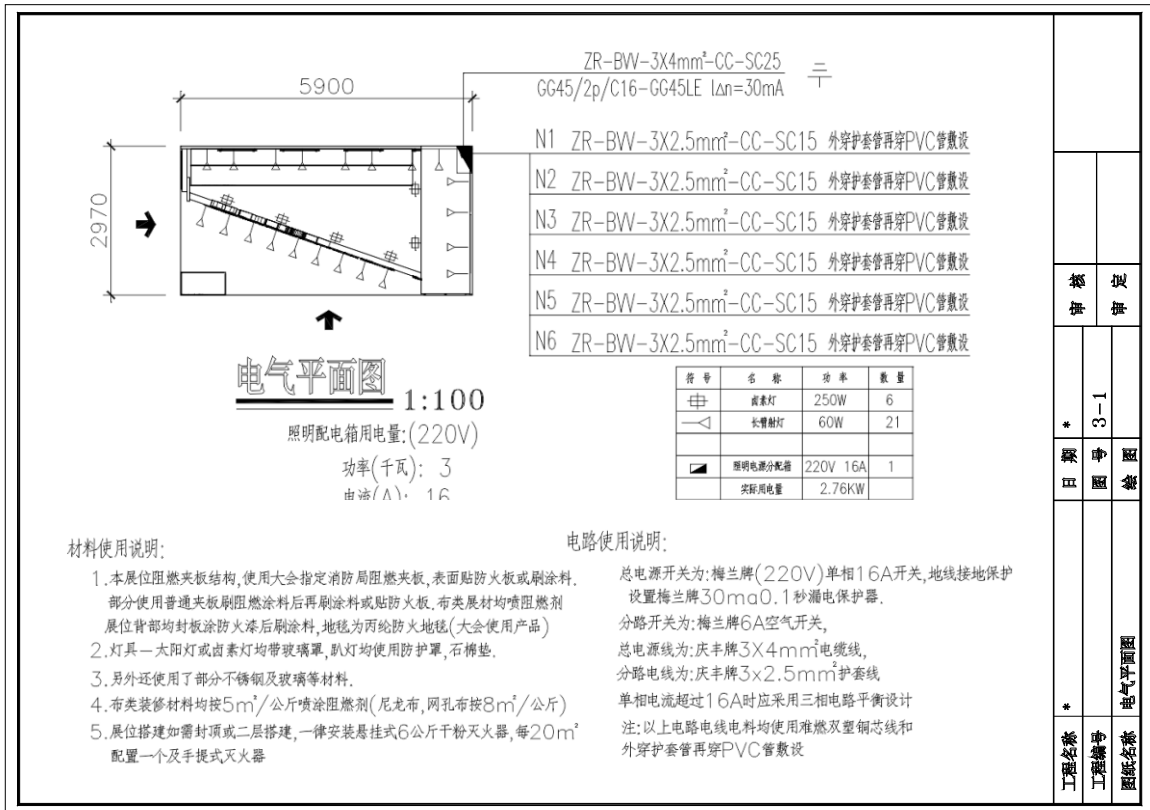 ZR-BVV-3X4mm²-CC-SC25
GG45/2p/C16-GG45LE I△n=30mA
5900
2970
N1 ZR-BVV-3X2.5mm²-CC-SC15 外穿护套管再穿PVC管敷设
N2 ZR-BVV-3X2.5mm²-CC-SC15 外穿护套管再穿PVC管敷设
N3 ZR-BVV-3X2.5mm²-CC-SC15 外穿护套管再穿PVC管敷设
N4 ZR-BVV-3X2.5mm²-CC-SC15 外穿护套管再穿PVC管敷设
N5 ZR-BVV-3X2.5mm²-CC-SC15 外穿护套管再穿PVC管敷设
N6 ZR-BVV-3X2.5mm²-CC-SC15 外穿护套管再穿PVC管敷设
电气平面图 1:100
照明配电箱用电量:(220V)
功率(千瓦): 3
电流(A): 16
符号 名称 功率 数量
卤素灯 250W 6
长臂射灯 60W 21
照明电源分配箱 220V 16A 1
实际用电量 2.76KW
材料使用说明:
1.本展位阻燃夹板结构,使用大会指定消防局阻燃夹板,表面贴防火板或刷涂料.
部分使用普通夹板刷阻燃涂料后再刷涂料或贴防火板.布类展材均喷阻燃剂
展位背部均封板涂防火漆后刷涂料,地毯为丙纶防火地毯(大会使用产品)
2.灯具—太阳灯或卤素灯均带玻璃罩,趴灯均使用防护罩,石棉垫.
3.另外还使用了部分不锈钢及玻璃等材料.
4.布类装修材料均按5m²/公斤喷涂阻燃剂(尼龙布,网孔布按8m²/公斤)
5.展位搭建如需封顶或二层搭建,一律安装悬挂式6公斤干粉灭火器,每20m²
配置一个及手提式灭火器
电路使用说明:
总电源开关为:梅兰牌(220V)单相16A开关,地线接地保护
设置梅兰牌30ma0.1秒漏电保护器.
分路开关为:梅兰牌6A空气开关,
总电源线为:庆丰牌3X4mm²电缆线,
分路电线为:庆丰牌3x2.5mm²护套线
单相电流超过16A时应采用三相电路平衡设计
注:以上电路电线电料均使用难燃双塑铜芯线和
外穿护套管再穿PVC管敷设
工程名称 * 日期 * 审核
工程编号 图号 3-1 审定
图纸名称 电气平面图 绘图